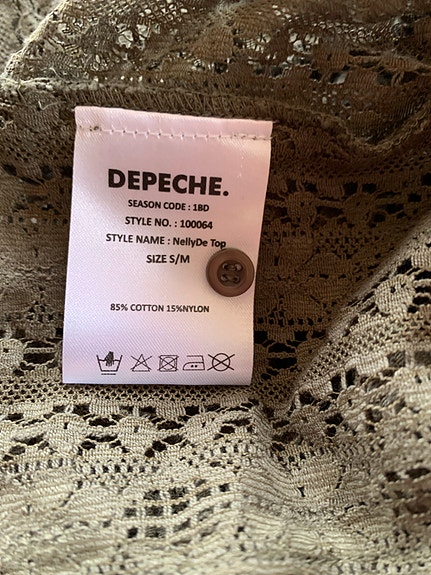 DEPECHE.
SEASON CODE : 1BD
STYLE NO. : 100064
STYLE NAME : NellyDe Top
SIZE S/M
85% COTTON 15%NYLON